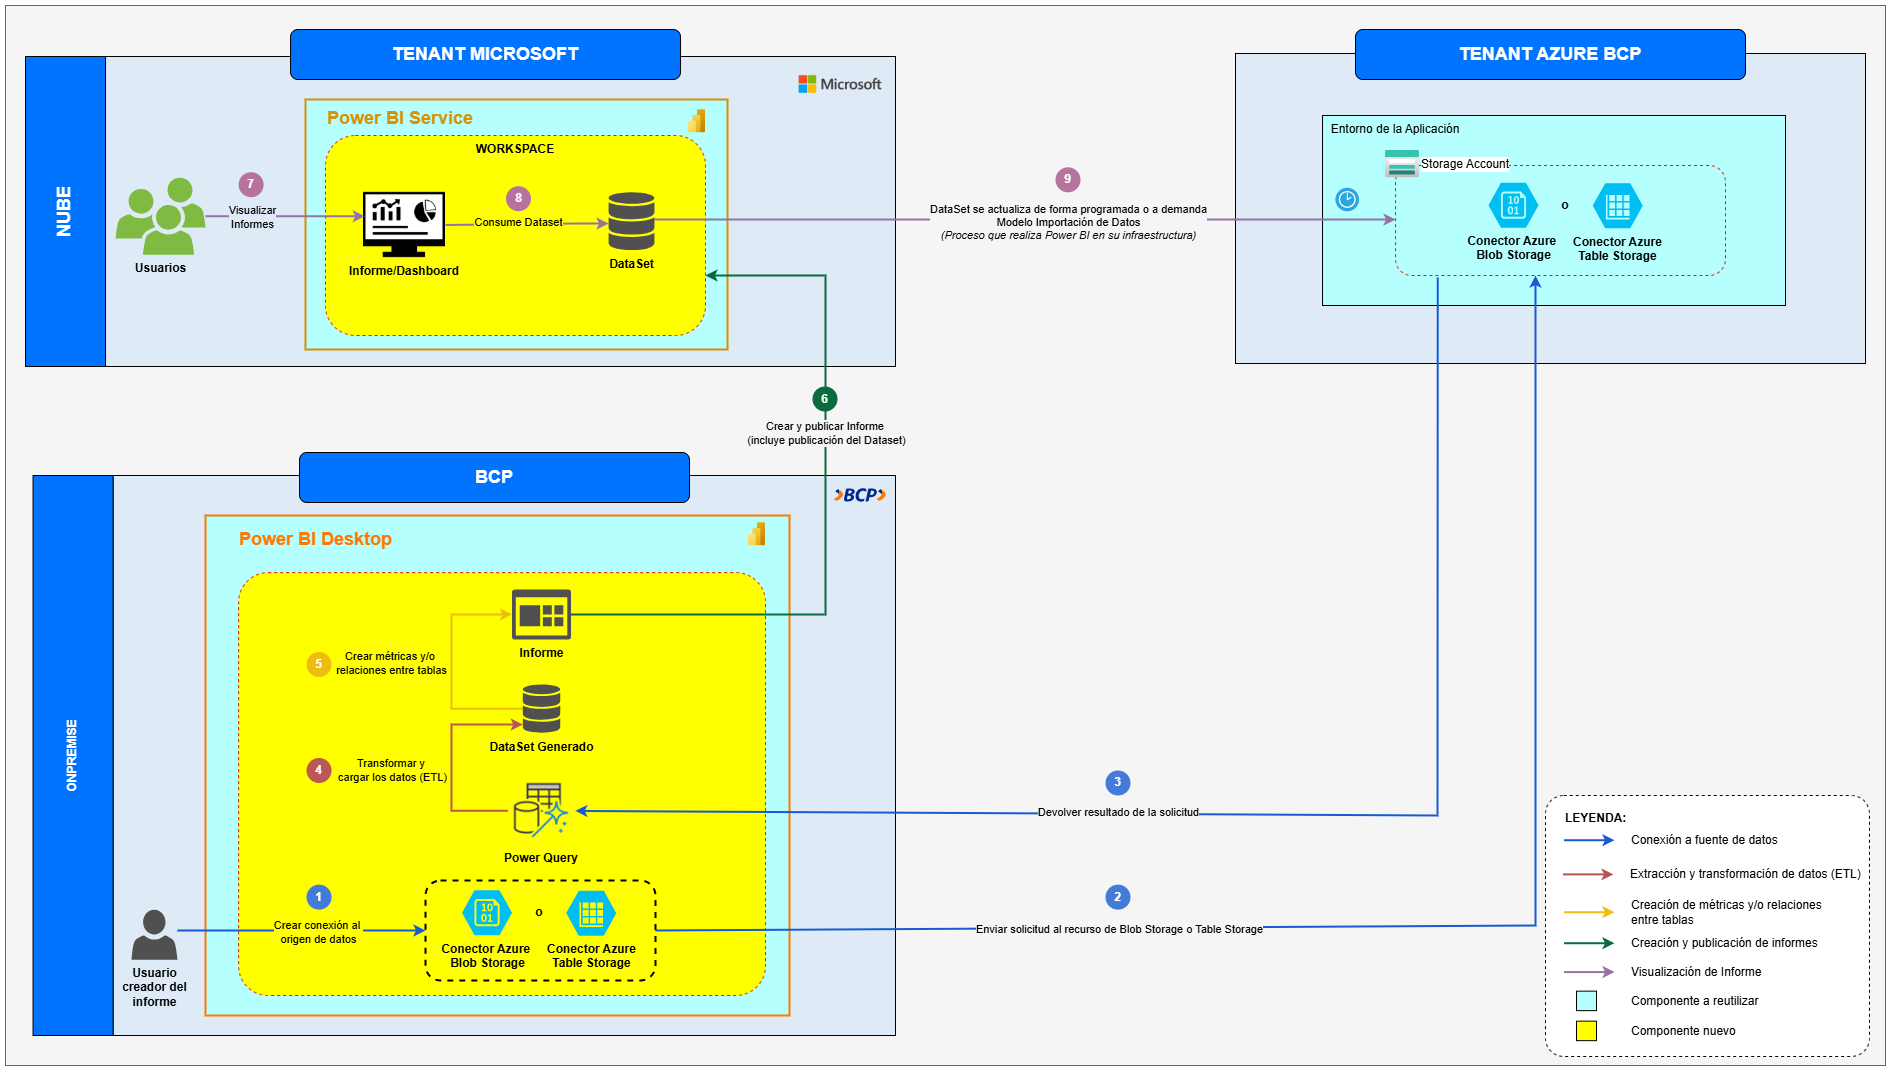 TENANT MICROSOFT
TENANT AZURE BCP
NUBE
Microsoft
Power BI Service
WORKSPACE
7
Visualizar
Informes
Usuarios
Informe/Dashboard
8
Consume Dataset
DataSet
9
DataSet se actualiza de forma programada o a demanda
Modelo Importación de Datos
(Proceso que realiza Power BI en su infraestructura)
Entorno de la Aplicación
Storage Account
10
01
o
Conector Azure
Blob Storage
Conector Azure
Table Storage
6
Crear y publicar Informe
(incluye publicación del Dataset)
BCP
BCP
ONPREMISE
Power BI Desktop
Informe
5
Crear métricas y/o
relaciones entre tablas
DataSet Generado
4
Transformar y
cargar los datos (ETL)
Power Query
3
Devolver resultado de la solicitud
1
Crear conexión al
origen de datos
Usuario
creador del
informe
10
01
o
Conector Azure
Blob Storage
Conector Azure
Table Storage
2
Enviar solicitud al recurso de Blob Storage o Table Storage
LEYENDA:
Conexión a fuente de datos
Extracción y transformación de datos (ETL)
Creación de métricas y/o relaciones
entre tablas
Creación y publicación de informes
Visualización de Informe
Componente a reutilizar
Componente nuevo